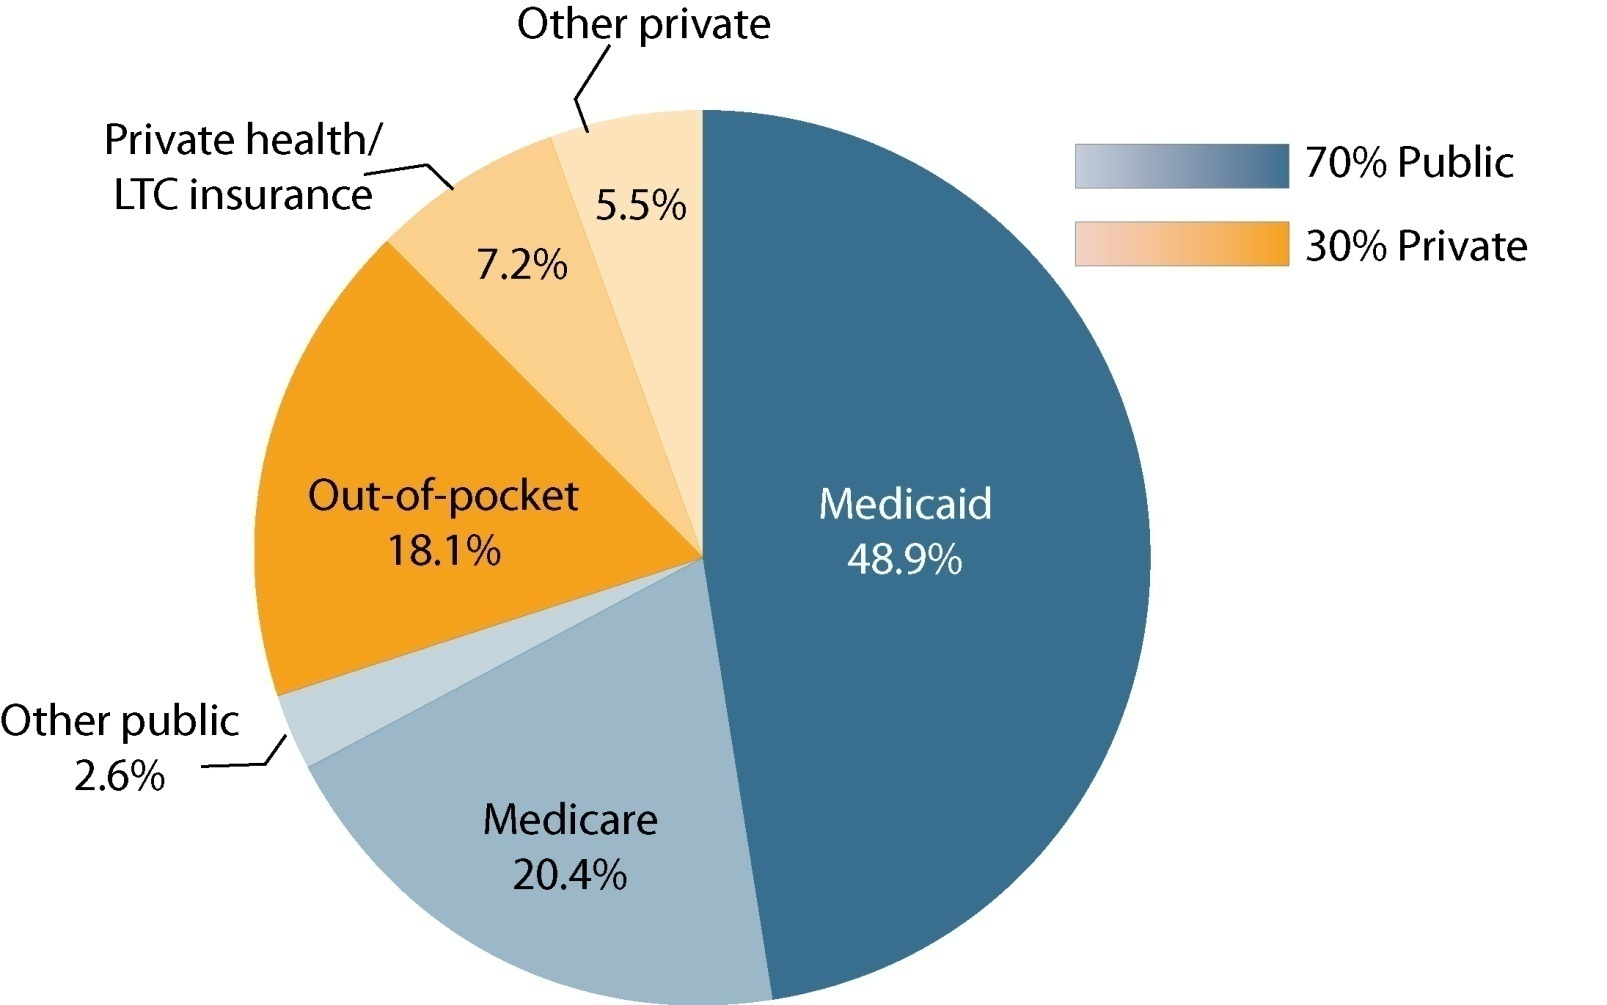 Other private
Private health/
LTC insurance
5.5%
7.2%
70% Public
30% Private
Out-of-pocket
18.1%
Medicaid
48.9%
Other public
2.6%
Medicare
20.4%